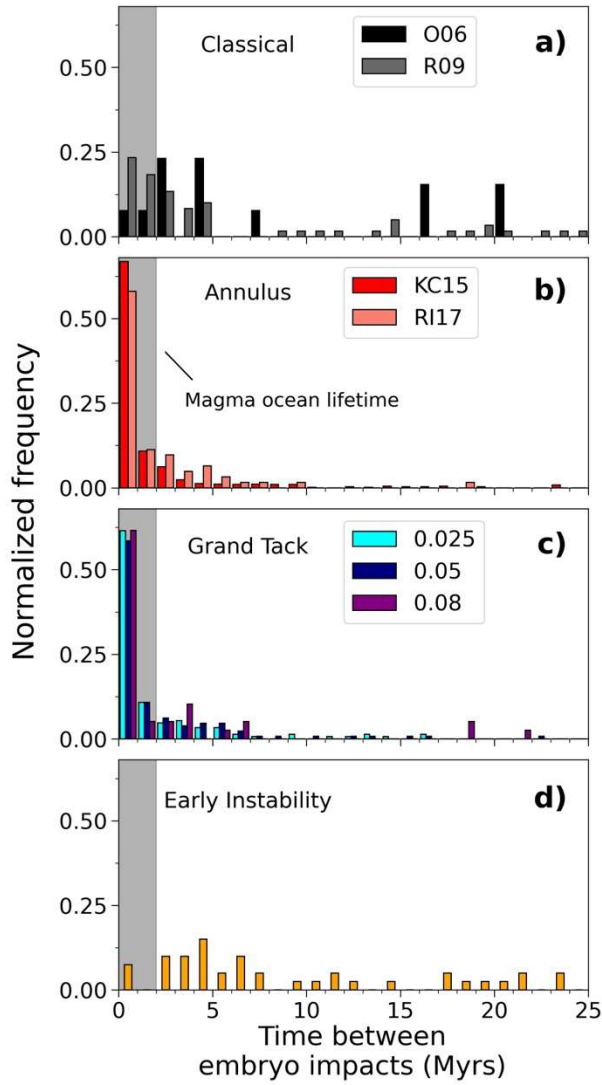 Classical
O06
R09
a)
0.50
0.25
0.00
Annulus
KC15
RI17
b)
Magma ocean lifetime
0.50
0.25
0.00
Grand Tack
0.025
0.05
0.08
c)
0.50
0.25
0.00
Early Instability
d)
0.50
0.25
0.00
0 5 10 15 20 25
Normalized frequency
Time between
embryo impacts (Myrs)